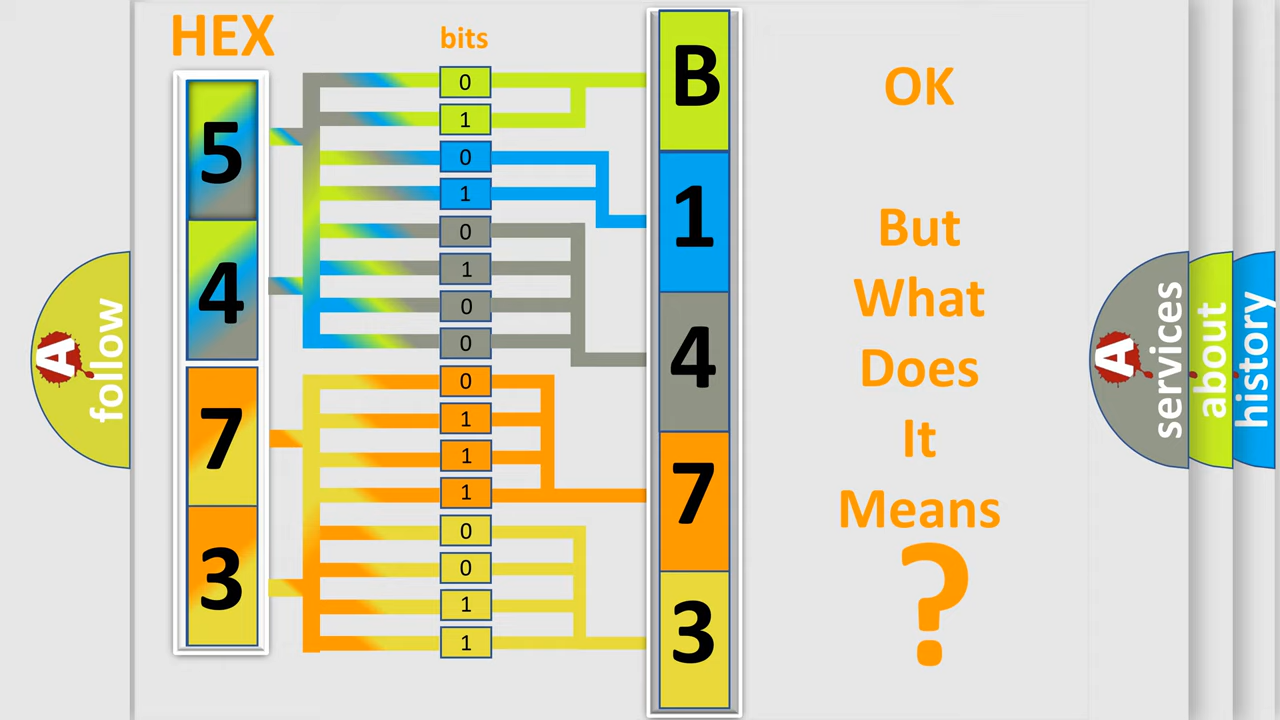 HEX
bits
5
4
7
3
0
1
0
1
0
1
0
0
0
1
1
1
0
0
1
1
B
1
4
7
3
OK
But
What
Does
It
Means
?
A
follow
A
services
about
history